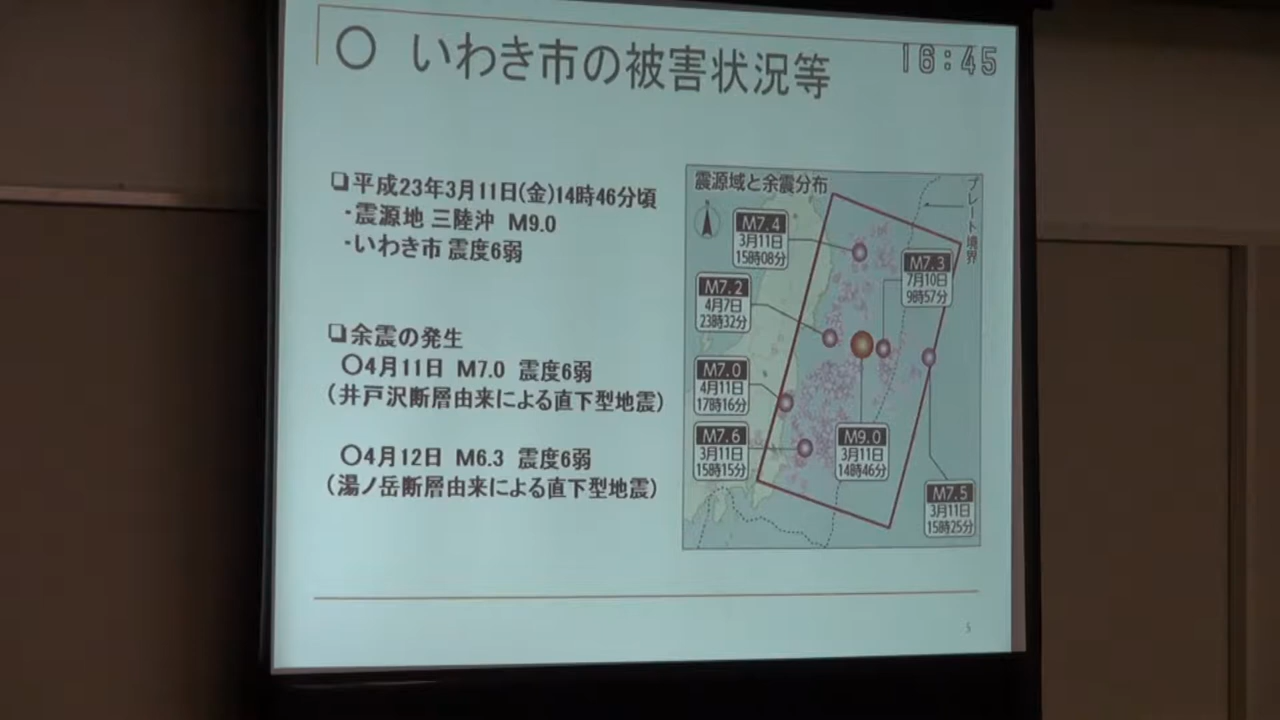 〇 いわき市の被害状況等
16:45
❏平成23年3月11日(金)14時46分頃
・震源地 三陸沖 M9.0
・いわき市 震度6弱
❏余震の発生
〇4月11日 M7.0 震度6弱
（井戸沢断層由来による直下型地震）
〇4月12日 M6.3 震度6弱
（湯ノ岳断層由来による直下型地震）
震源域と余震分布
プレート境界
M7.4
3月11日
15時08分
M7.3
7月10日
9時57分
M7.2
4月7日
23時32分
M7.0
4月11日
17時16分
M7.6
3月11日
15時15分
M9.0
3月11日
14時46分
M7.5
3月11日
15時25分
5